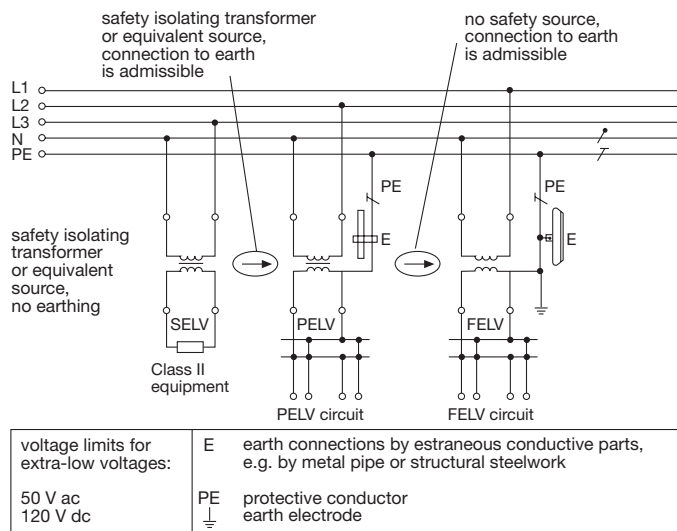 safety isolating transformer
or equivalent source,
connection to earth
is admissible
no safety source,
connection to earth
is admissible
L1
L2
L3
N
PE
PE
PE
E
E
safety isolating
transformer
or equivalent
source,
no earthing
SELV
PELV
FELV
Class II
equipment
PELV circuit
FELV circuit
voltage limits for
extra-low voltages:
50 V ac
120 V dc
E earth connections by estraneous conductive parts,
e.g. by metal pipe or structural steelwork
PE protective conductor
earth electrode